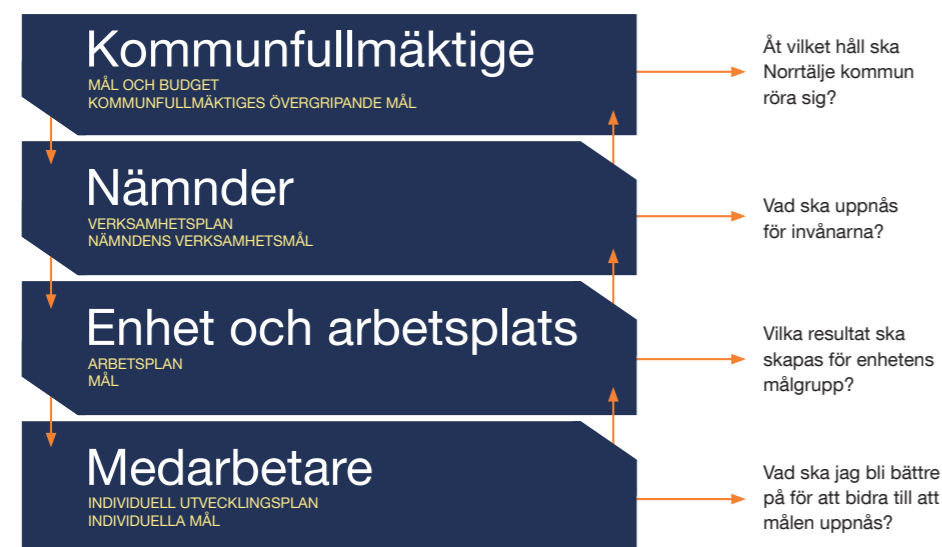 Kommunfullmäktige
MÅL OCH BUDGET
KOMMUNFULLMÄKTIGES ÖVERGRIPANDE MÅL
Åt vilket håll ska
Norrtälje kommun
röra sig?
Nämnder
VERKSAMHETSPLAN
NÄMNDENS VERKSAMHETSMÅL
Vad ska uppnås
för invånarna?
Enhet och arbetsplats
ARBETSPLAN
MÅL
Vilka resultat ska
skapas för enhetens
målgrupp?
Medarbetare
INDIVIDUELL UTVECKLINGSPLAN
INDIVIDUELLA MÅL
Vad ska jag bli bättre
på för att bidra till att
målen uppnås?